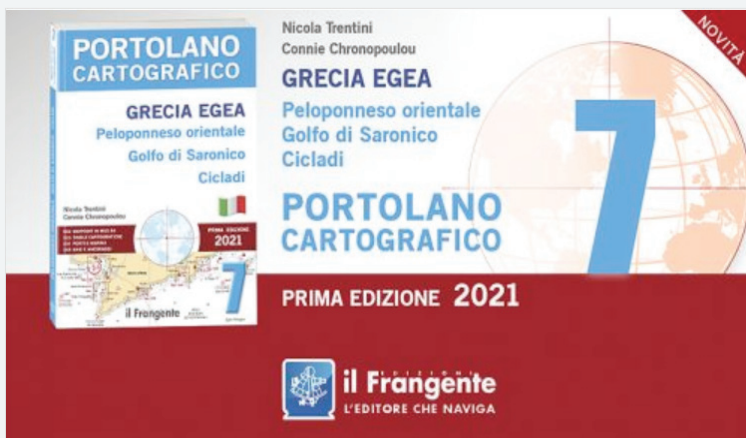 PORTOLANO
CARTOGRAFICO
GRECIA EGEA
Peloponneso orientale
Golfo di Saronico
Cicladi
Nicola Trentini
Connie Chronopoulou
PRIMA EDIZIONE
2021
7
il Frangente
Nicola Trentini
Connie Chronopoulou
GRECIA EGEA
Peloponneso orientale
Golfo di Saronico
Cicladi
7
PORTOLANO
CARTOGRAFICO
PRIMA EDIZIONE 2021
NOVITÀ
EDIZIONI
il Frangente
L'EDITORE CHE NAVIGA